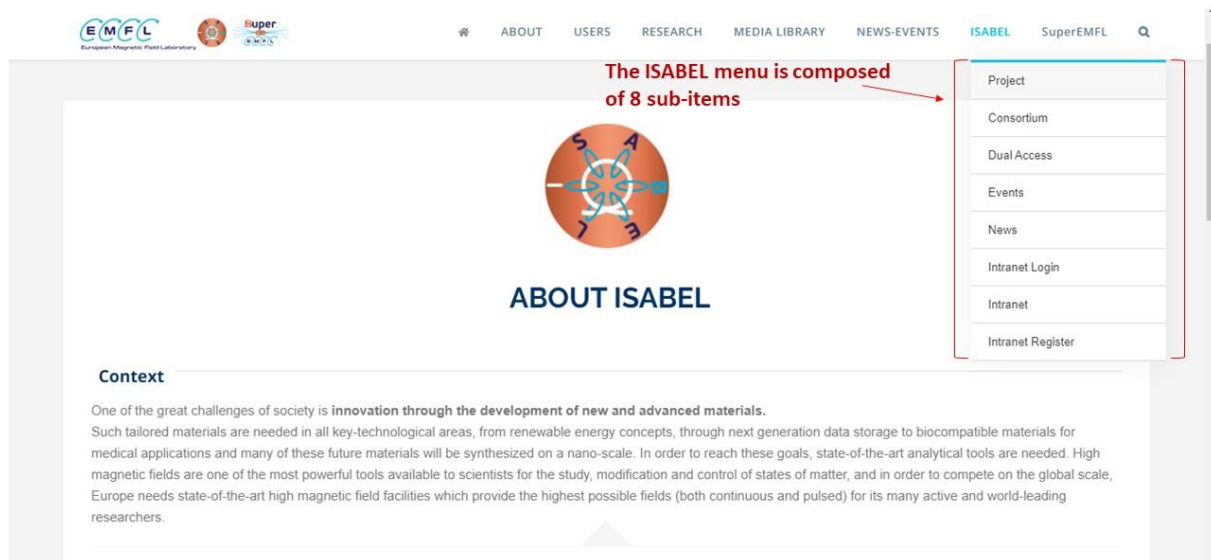 EMFL
European Magnetic Field Laboratory
Super
EMFL
ABOUT USERS RESEARCH MEDIA LIBRARY NEWS-EVENTS ISABEL SuperEMFL
The ISABEL menu is composed
of 8 sub-items
Project
Consortium
Dual Access
Events
News
Intranet Login
Intranet
Intranet Register
I S A B E L
ABOUT ISABEL
Context
One of the great challenges of society is innovation through the development of new and advanced materials.
Such tailored materials are needed in all key-technological areas, from renewable energy concepts, through next generation data storage to biocompatible materials for
medical applications and many of these future materials will be synthesized on a nano-scale. In order to reach these goals, state-of-the-art analytical tools are needed. High
magnetic fields are one of the most powerful tools available to scientists for the study, modification and control of states of matter, and in order to compete on the global scale,
Europe needs state-of-the-art high magnetic field facilities which provide the highest possible fields (both continuous and pulsed) for its many active and world-leading
researchers.